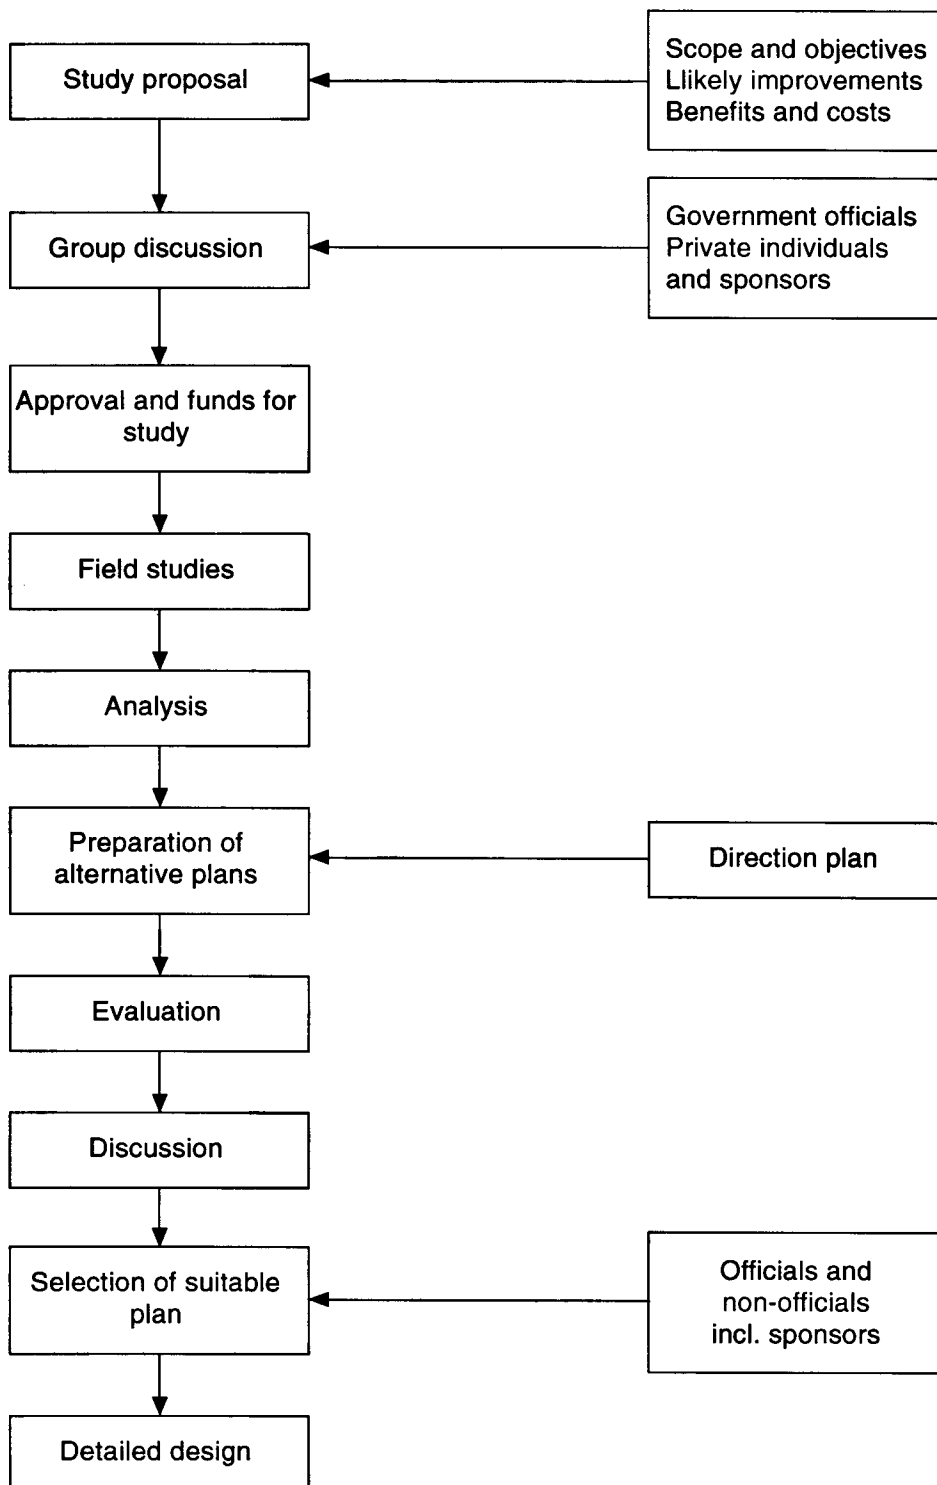 Study proposal
Scope and objectives
Llikely improvements
Benefits and costs
Group discussion
Government officials
Private individuals
and sponsors
Approval and funds for
study
Field studies
Analysis
Preparation of
alternative plans
Direction plan
Evaluation
Discussion
Selection of suitable
plan
Officials and
non-officials
incl. sponsors
Detailed design